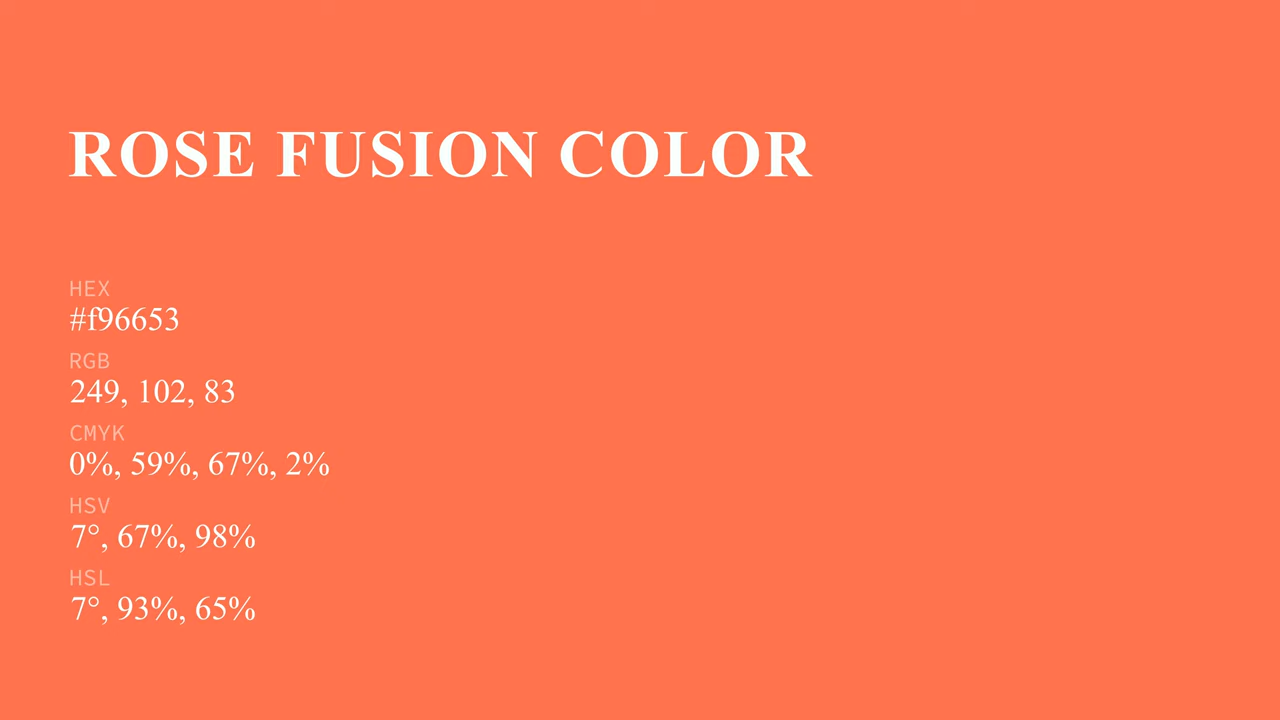 ROSE FUSION COLOR
HEX
#f96653
RGB
249, 102, 83
CMYK
0%, 59%, 67%, 2%
HSV
7°, 67%, 98%
HSL
7°, 93%, 65%